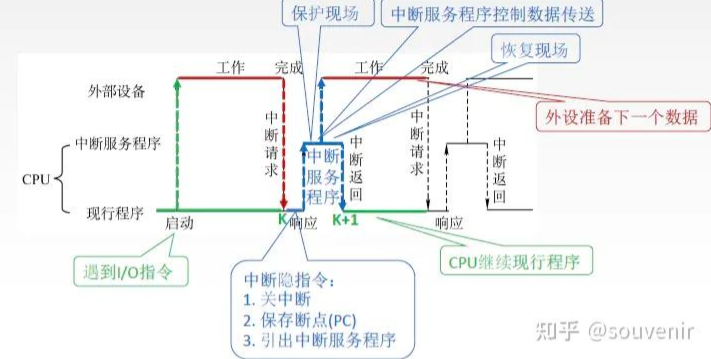 保护现场
中断服务程序控制数据传送
恢复现场
工作
完成
工作
完成
外部设备
外设准备下一个数据
中断请求
中断返回
中断请求
中断返回
中断服务程序
中断服务程序
CPU
现行程序
启动
K
响应
K+1
响应
遇到I/O指令
CPU继续现行程序
中断隐指令：
1. 关中断
2. 保存断点(PC)
3. 引出中断服务程序
知乎 @souvenir